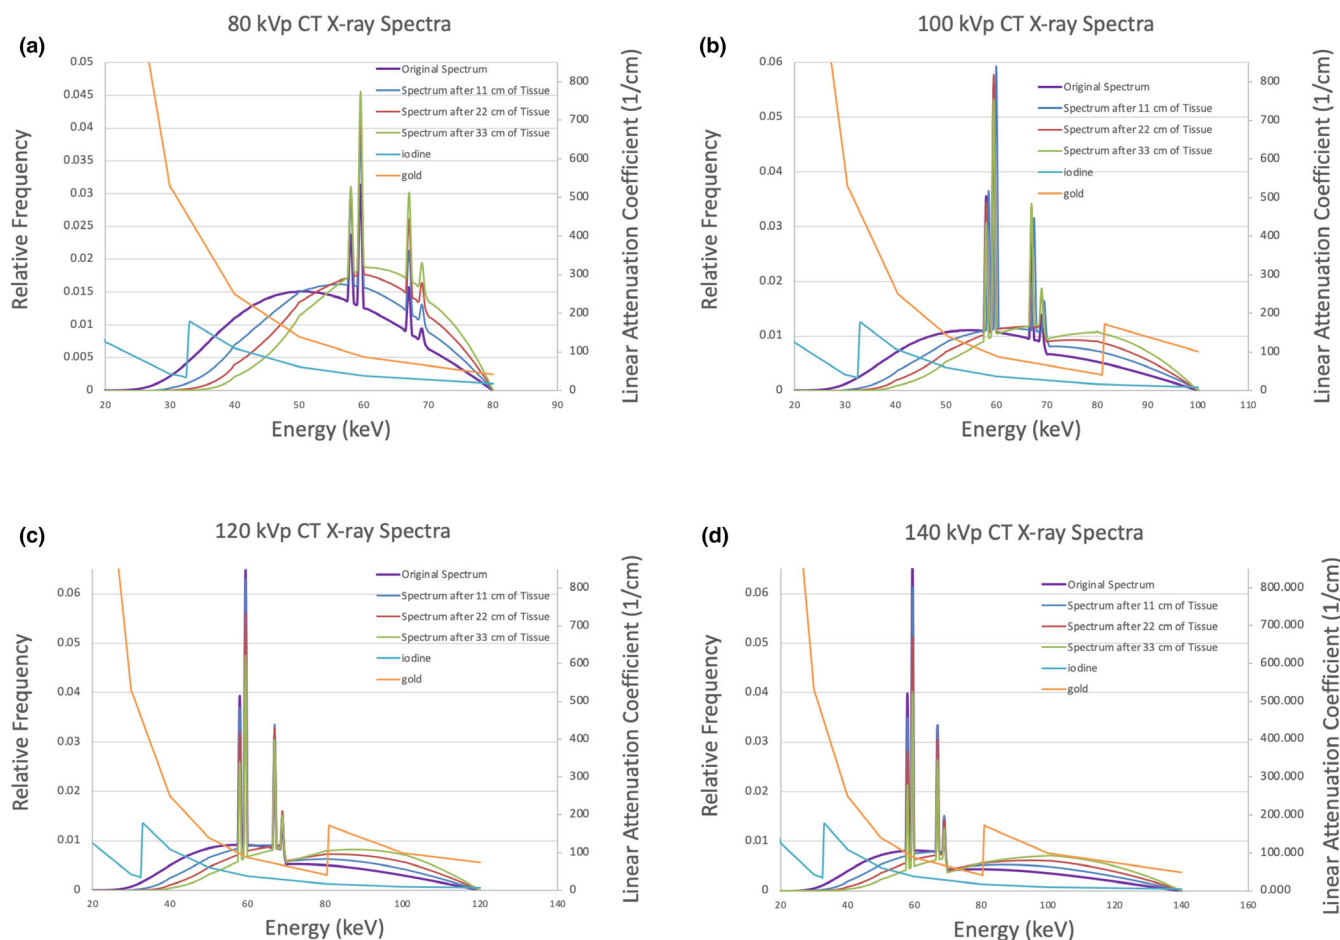 80 kVp CT X-ray Spectra
(a)
Relative Frequency
0.05
0.045
0.04
0.035
0.03
0.025
0.02
0.015
0.01
0.005
0
Original Spectrum
Spectrum after 11 cm of Tissue
Spectrum after 22 cm of Tissue
Spectrum after 33 cm of Tissue
iodine
gold
800
700
600
500
400
300
200
100
0
Linear Attenuation Coefficient (1/cm)
20 30 40 50 60 70 80 90
Energy (keV)
100 kVp CT X-ray Spectra
(b)
Relative Frequency
0.06
0.05
0.04
0.03
0.02
0.01
0
Original Spectrum
Spectrum after 11 cm of Tissue
Spectrum after 22 cm of Tissue
Spectrum after 33 cm of Tissue
iodine
gold
800
700
600
500
400
300
200
100
0
Linear Attenuation Coefficient (1/cm)
20 30 40 50 60 70 80 90 100 110
Energy (keV)
120 kVp CT X-ray Spectra
(c)
Relative Frequency
0.06
0.05
0.04
0.03
0.02
0.01
0
Original Spectrum
Spectrum after 11 cm of Tissue
Spectrum after 22 cm of Tissue
Spectrum after 33 cm of Tissue
iodine
gold
800
700
600
500
400
300
200
100
0
Linear Attenuation Coefficient (1/cm)
20 40 60 80 100 120 140
Energy (keV)
140 kVp CT X-ray Spectra
(d)
Relative Frequency
0.06
0.05
0.04
0.03
0.02
0.01
0
Original Spectrum
Spectrum after 11 cm of Tissue
Spectrum after 22 cm of Tissue
Spectrum after 33 cm of Tissue
iodine
gold
800.000
700.000
600.000
500.000
400.000
300.000
200.000
100.000
0.000
Linear Attenuation Coefficient (1/cm)
20 40 60 80 100 120 140 160
Energy (keV)